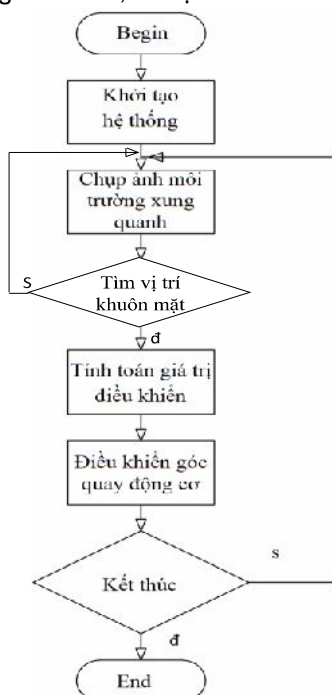 Begin
Khởi tạo
hệ thống
Chụp ảnh môi
trường xung
quanh
S
Tìm vị trí
khuôn mặt
đ
Tính toán giá trị
điều khiển
Điều khiển góc
quay động cơ
s
Kết thúc
đ
End